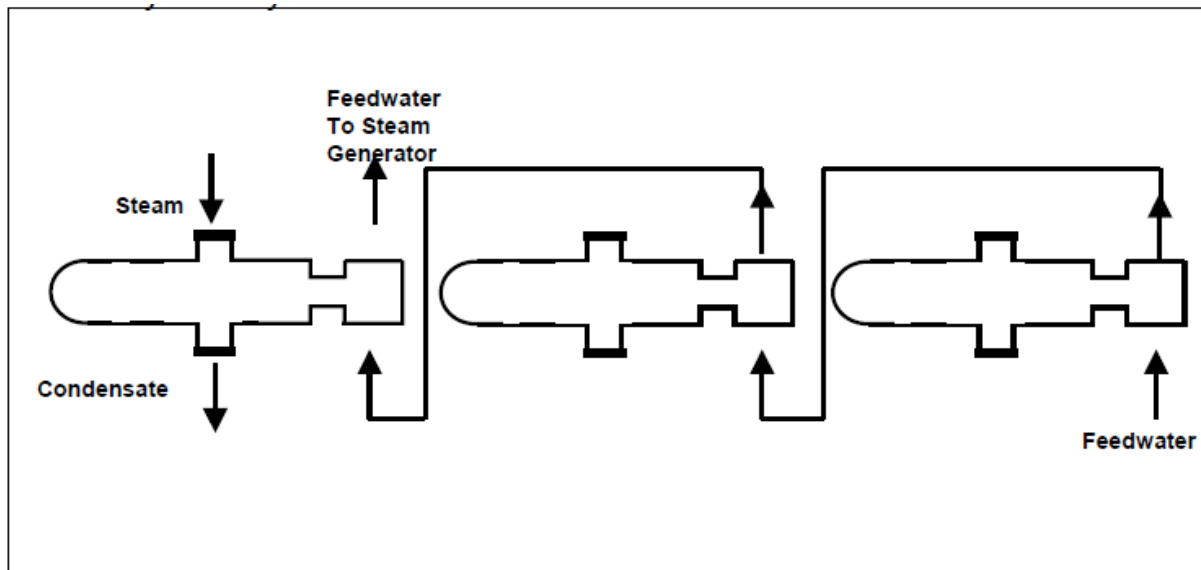 Feedwater
To Steam
Generator
Steam
Condensate
Feedwater